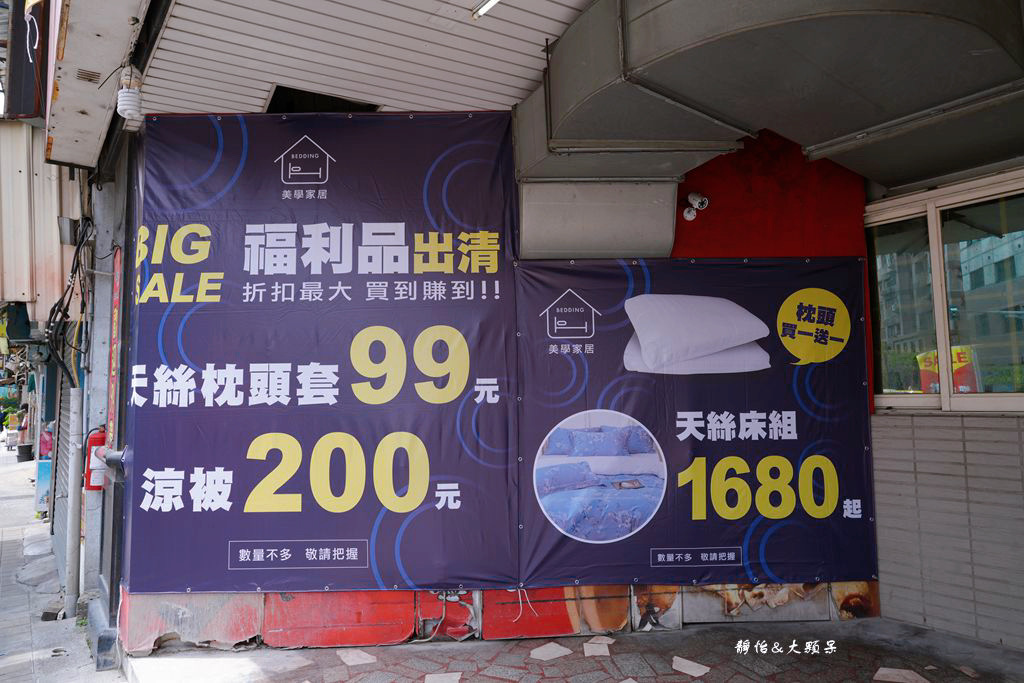 BEDDING
美學家居
BIG
SALE
福利品出清
折扣最大 買到賺到!!
天絲枕頭套99元
涼被200元
數量不多 敬請把握
BEDDING
美學家居
枕頭
買一送一
天絲床組
1680起
數量不多 敬請把握
SALE
靜怡&大顆呆